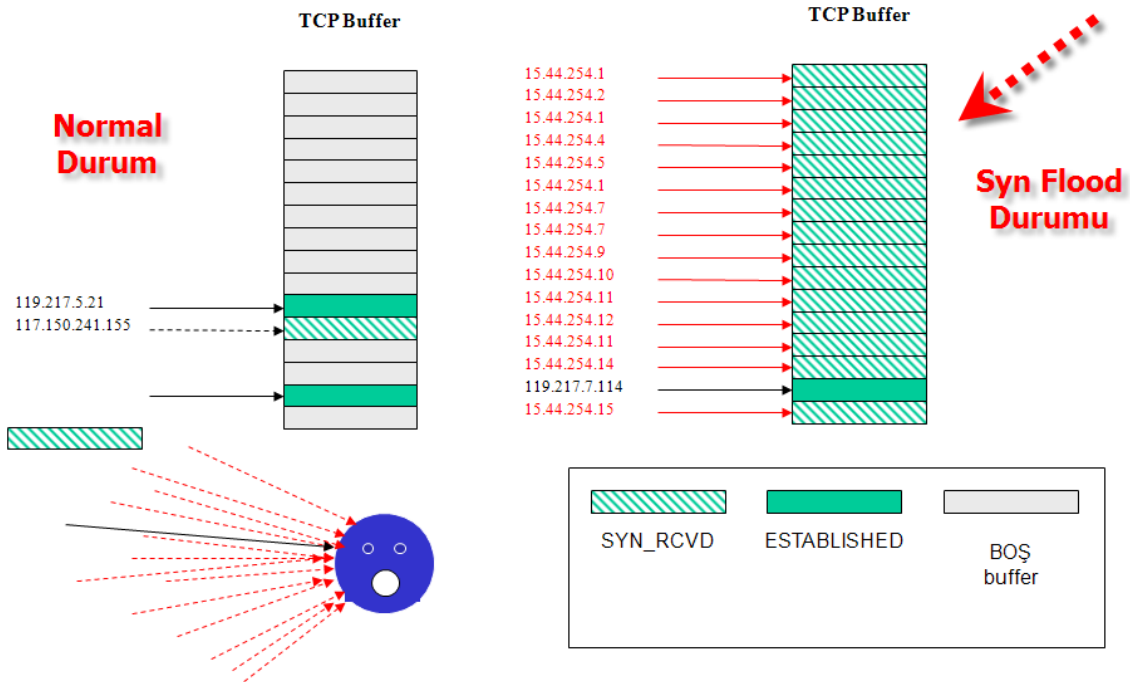 TCP Buffer
Normal
Durum
119.217.5.21
117.150.241.155
TCP Buffer
15.44.254.1
15.44.254.2
15.44.254.1
15.44.254.4
15.44.254.5
15.44.254.1
15.44.254.7
15.44.254.7
15.44.254.9
15.44.254.10
15.44.254.11
15.44.254.12
15.44.254.11
15.44.254.14
119.217.7.114
15.44.254.15
Syn Flood
Durumu
SYN_RCVD
ESTABLISHED
BOŞ
buffer